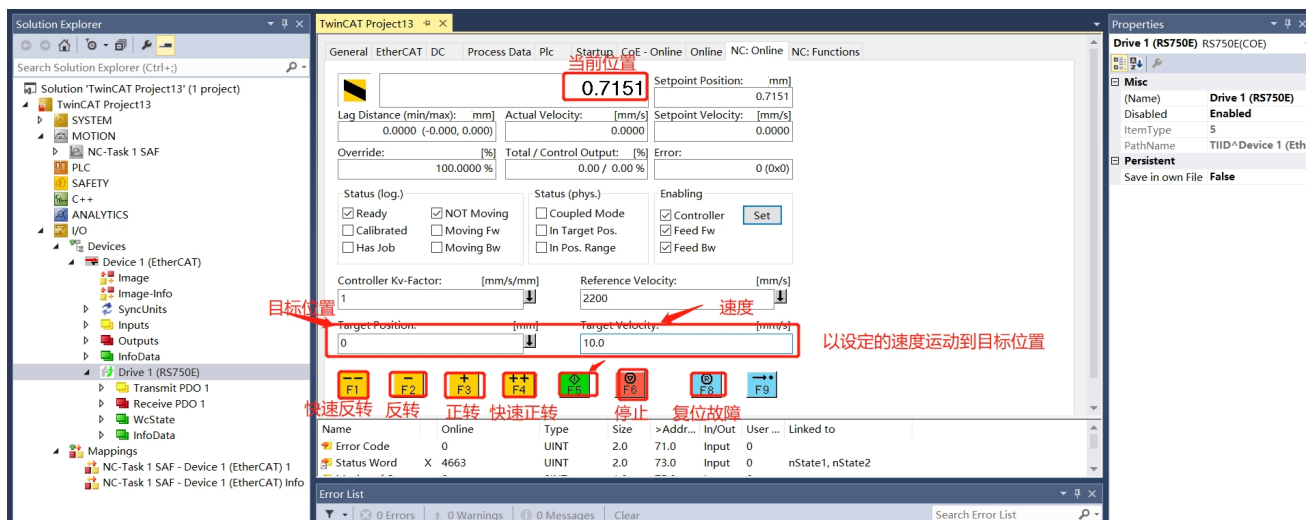 Solution Explorer
Search Solution Explorer (Ctrl+;)
Solution 'TwinCAT Project13' (1 project)
TwinCAT Project13
SYSTEM
MOTION
NC-Task 1 SAF
PLC
SAFETY
C++
ANALYTICS
I/O
Devices
Device 1 (EtherCAT)
Image
Image-Info
SyncUnits
Inputs
Outputs
InfoData
Drive 1 (RS750E)
Transmit PDO 1
Receive PDO 1
WcState
InfoData
Mappings
NC-Task 1 SAF - Device 1 (EtherCAT) 1
NC-Task 1 SAF - Device 1 (EtherCAT) Info
TwinCAT Project13
General EtherCAT DC Process Data Plc Startup CoE - Online Online NC: Online NC: Functions
当前位置
0.7151
Setpoint Position: mm]
0.7151
Lag Distance (min/max): mm] Actual Velocity: [mm/s] Setpoint Velocity: [mm/s]
0.0000 (-0.000, 0.000) 0.0000 0.0000
Override: [%] Total / Control Output: [%] Error:
100.0000 % 0.00 / 0.00 % 0 (0x0)
Status (log.) Status (phys.) Enabling
Ready NOT Moving Coupled Mode Controller Set
Calibrated Moving Fw In Target Pos. Feed Fw
Has Job Moving Bw In Pos. Range Feed Bw
Controller Kv-Factor: [mm/s/mm] Reference Velocity: [mm/s]
1 2200
目标位置 速度
Target Position: [mm] Target Velocity: [mm/s]
0 10.0
以设定的速度运动到目标位置
-- - + ++ R
F1 F2 F3 F4 F5 F6 F8 F9
快速反转 反转 正转 快速正转 停止 复位故障
Name Online Type Size >Addr... In/Out User ... Linked to
Error Code 0 UINT 2.0 71.0 Input 0
Status Word X 4663 UINT 2.0 73.0 Input 0 nState1, nState2
Error List
0 Errors 0 Warnings 0 Messages Clear Search Error List
Properties
Drive 1 (RS750E) RS750E(COE)
Misc
(Name) Drive 1 (RS750E)
Disabled Enabled
ItemType 5
PathName TIID^Device 1 (Eth
Persistent
Save in own File False